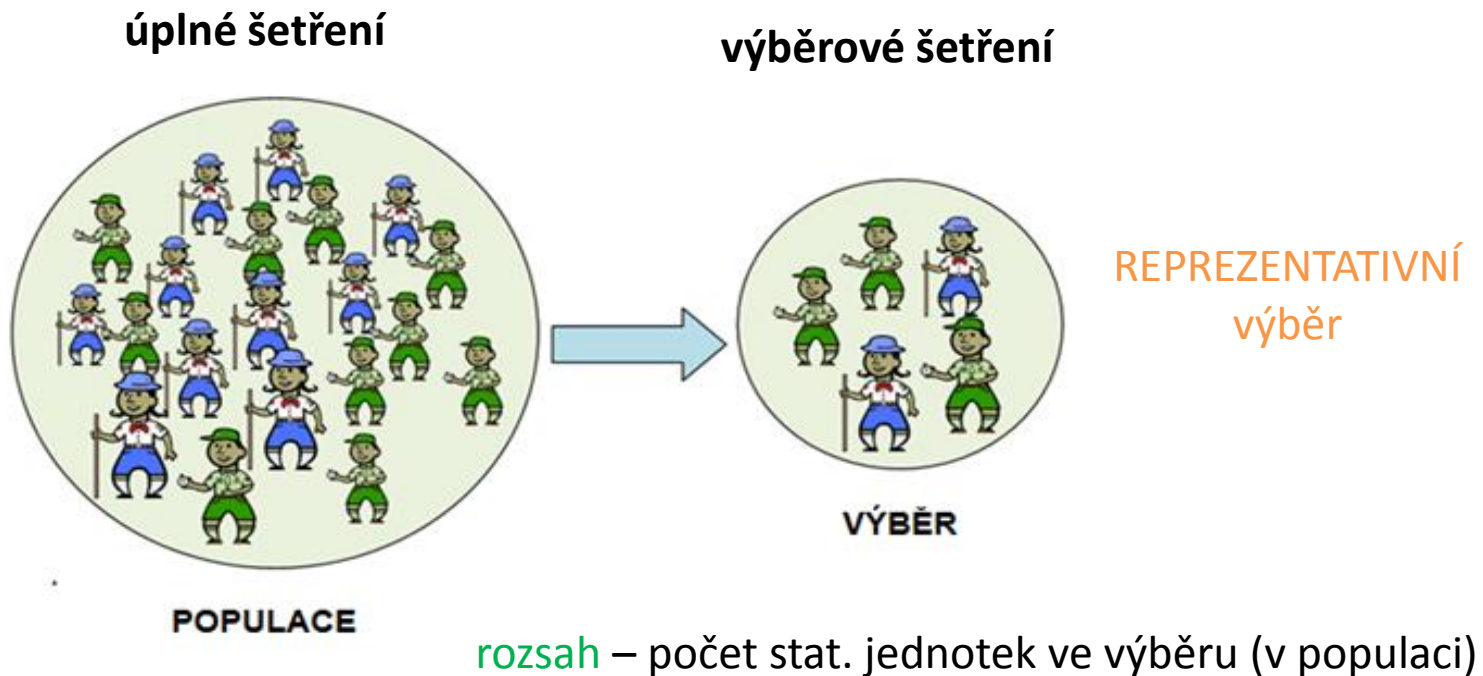 úplné šetření
výběrové šetření
REPREZENTATIVNÍ
výběr
VÝBĚR
POPULACE
rozsah – počet stat. jednotek ve výběru (v populaci)